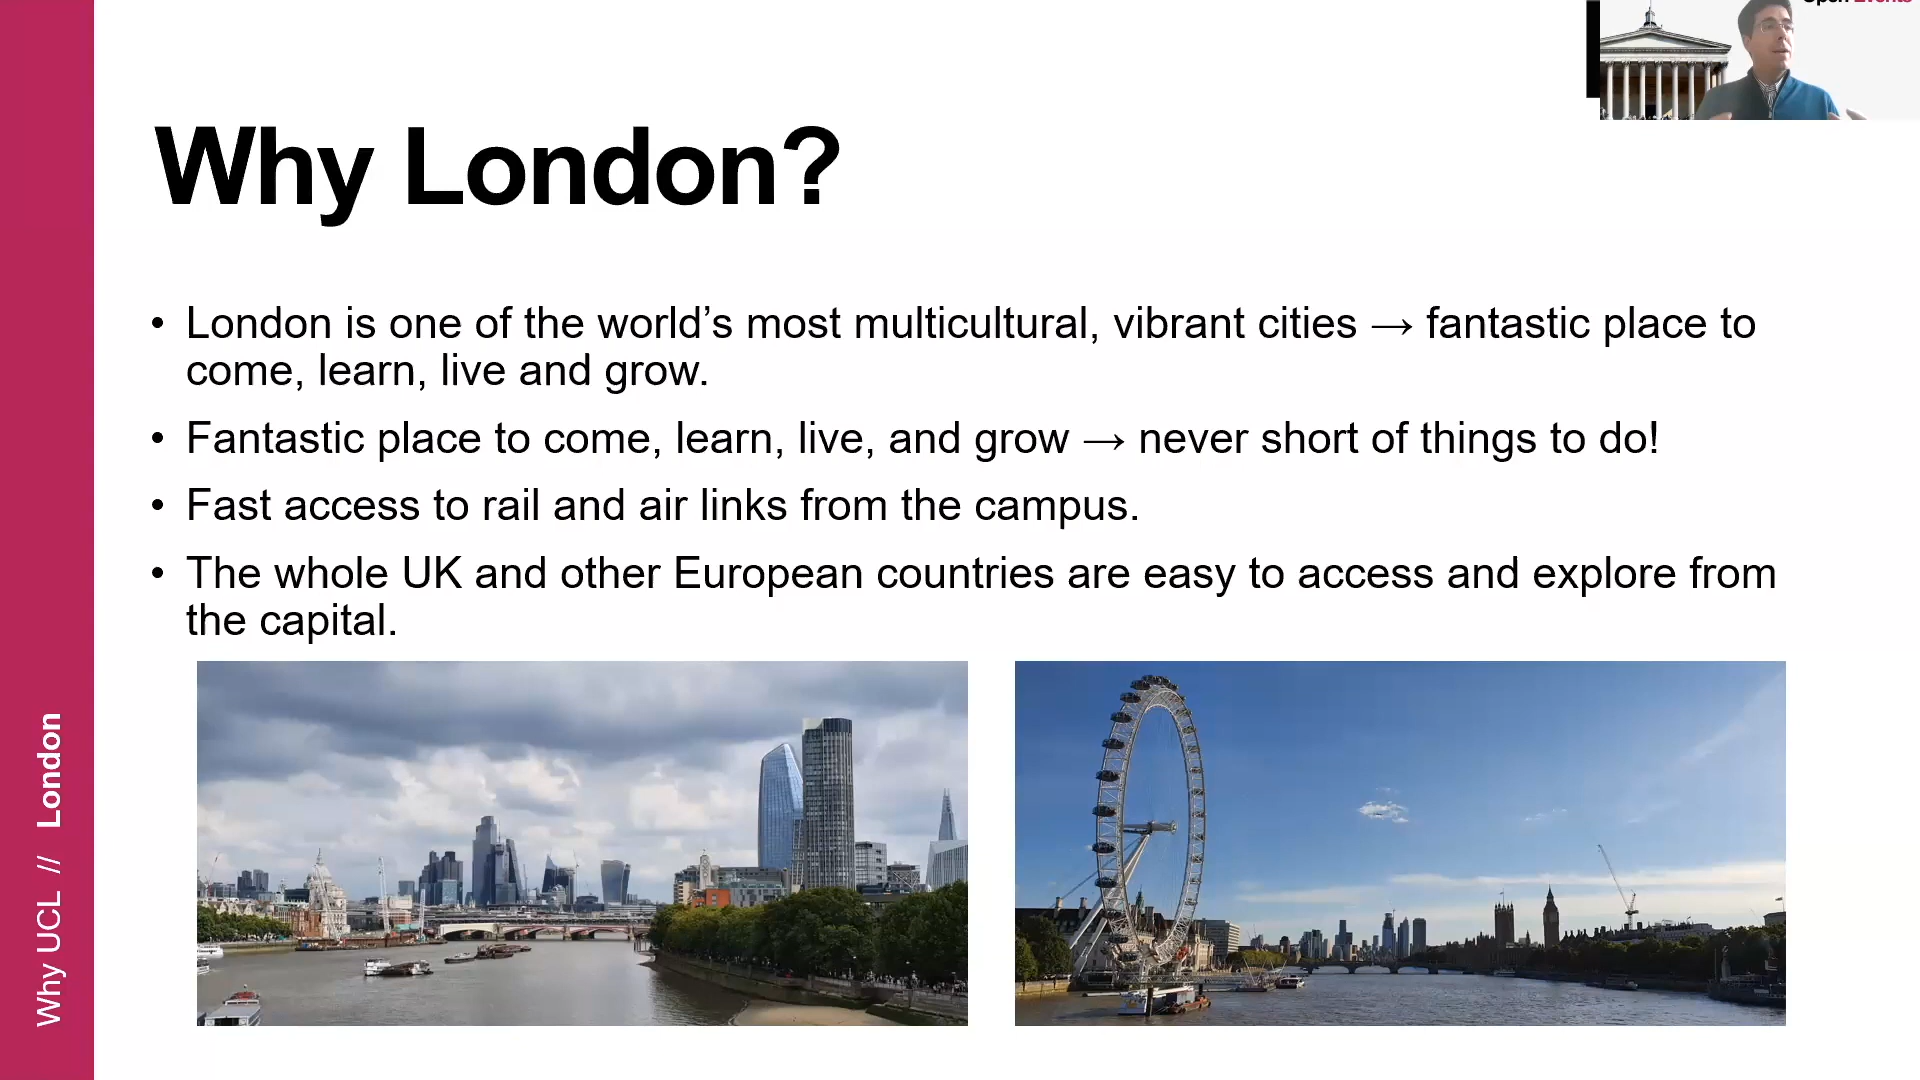 Open Events
Why London?
• London is one of the world’s most multicultural, vibrant cities → fantastic place to
come, learn, live and grow.
• Fantastic place to come, learn, live, and grow → never short of things to do!
• Fast access to rail and air links from the campus.
• The whole UK and other European countries are easy to access and explore from
the capital.
Why UCL // London